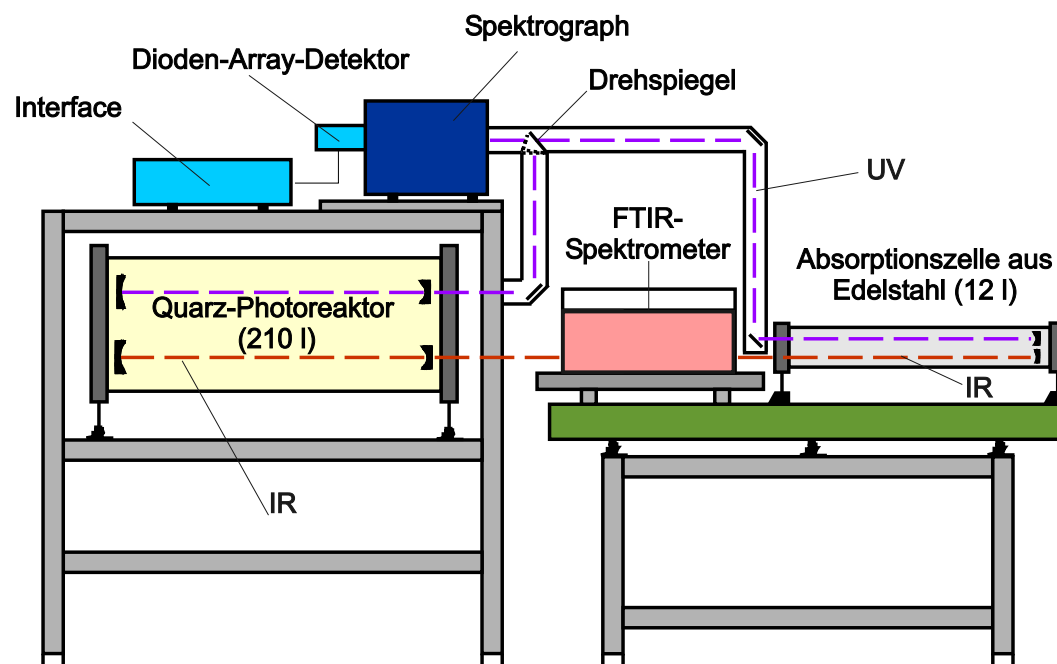 Spektrograph
Dioden-Array-Detektor
Drehspiegel
Interface
UV
FTIR-
Spektrometer
Absorptionszelle aus
Edelstahl (12 l)
Quarz-Photoreaktor
(210 l)
IR
IR